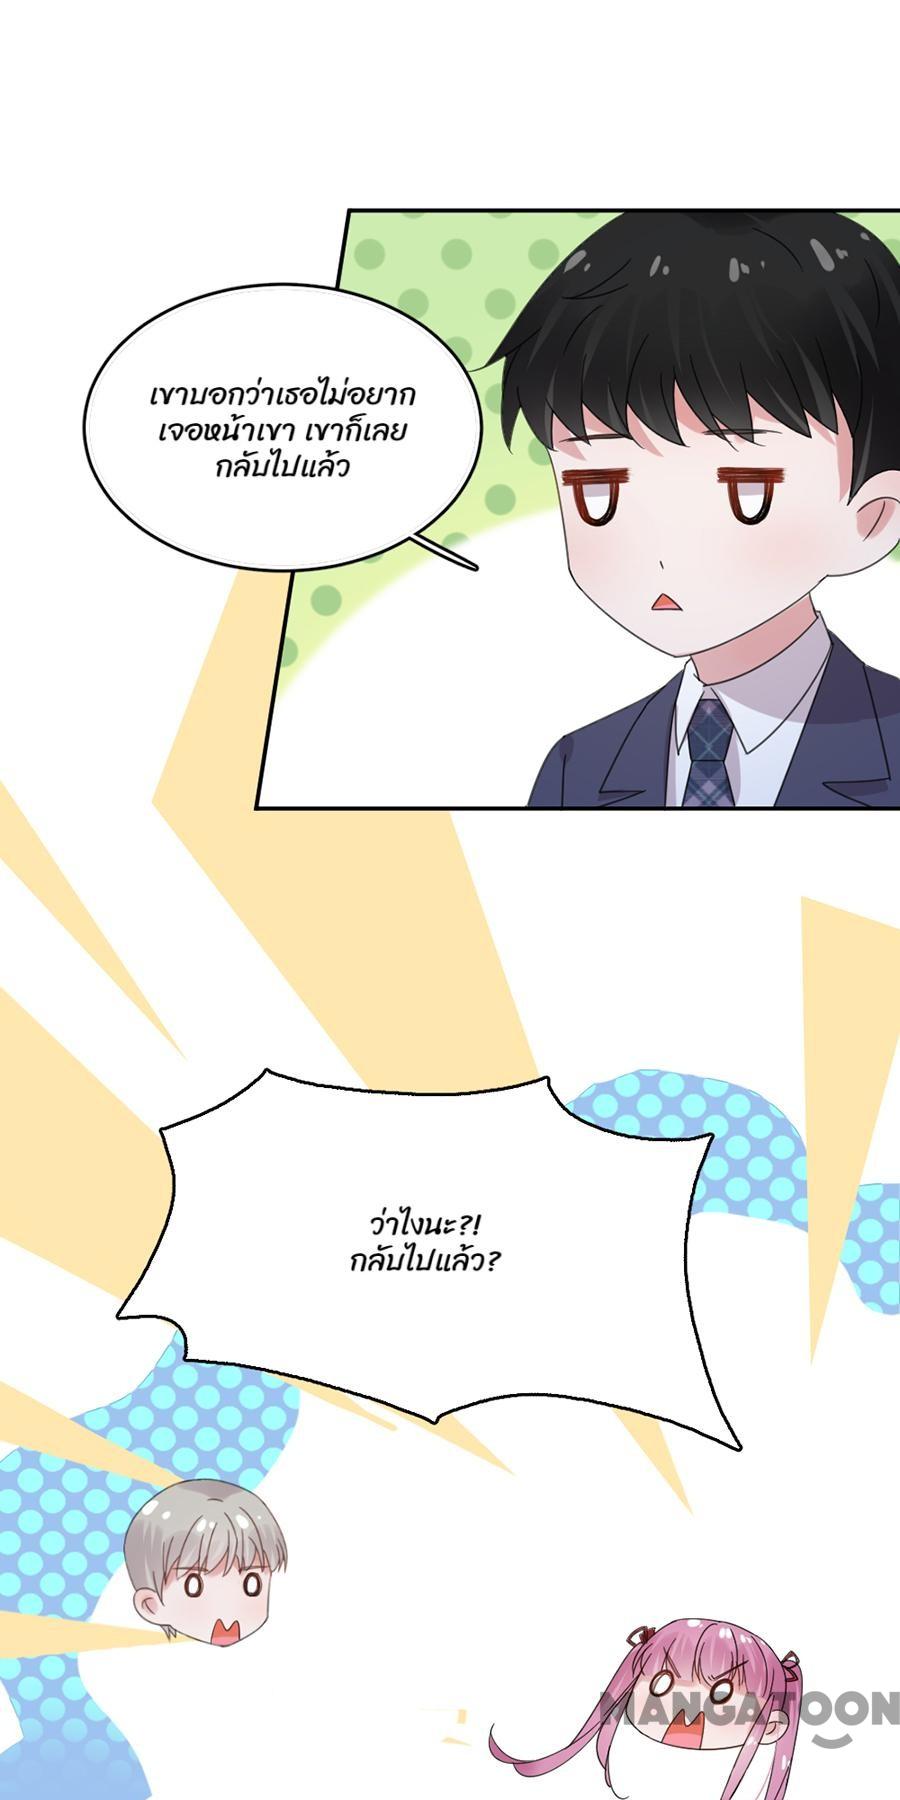 เขาบอกว่าเธอไม่อยาก
เจอหน้าเขา เขาก็เลย
กลับไปแล้ว
ว่าไงนะ?!
กลับไปแล้ว?
MANGATOON